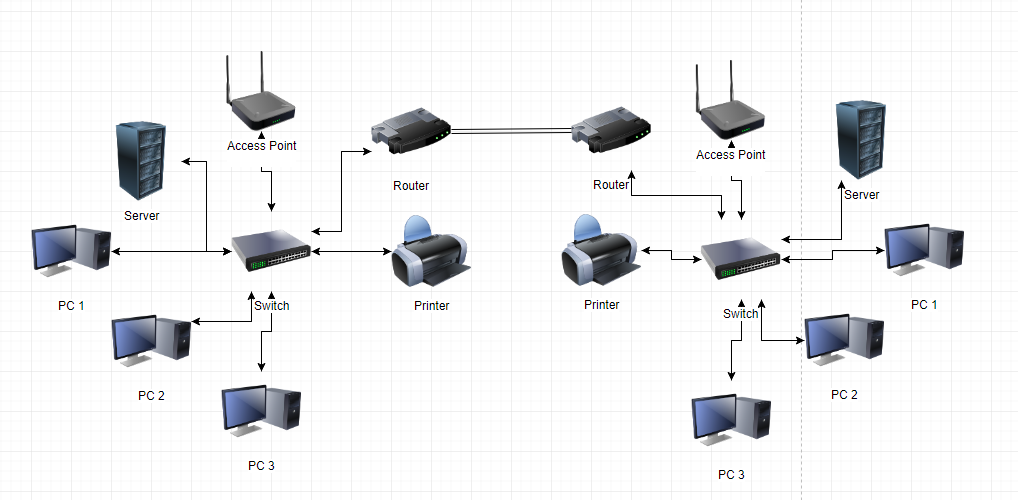 Access Point
Access Point
Router
Router
Server
Server
PC 1
Switch
Printer
Printer
Switch
PC 1
PC 2
PC 2
PC 3
PC 3